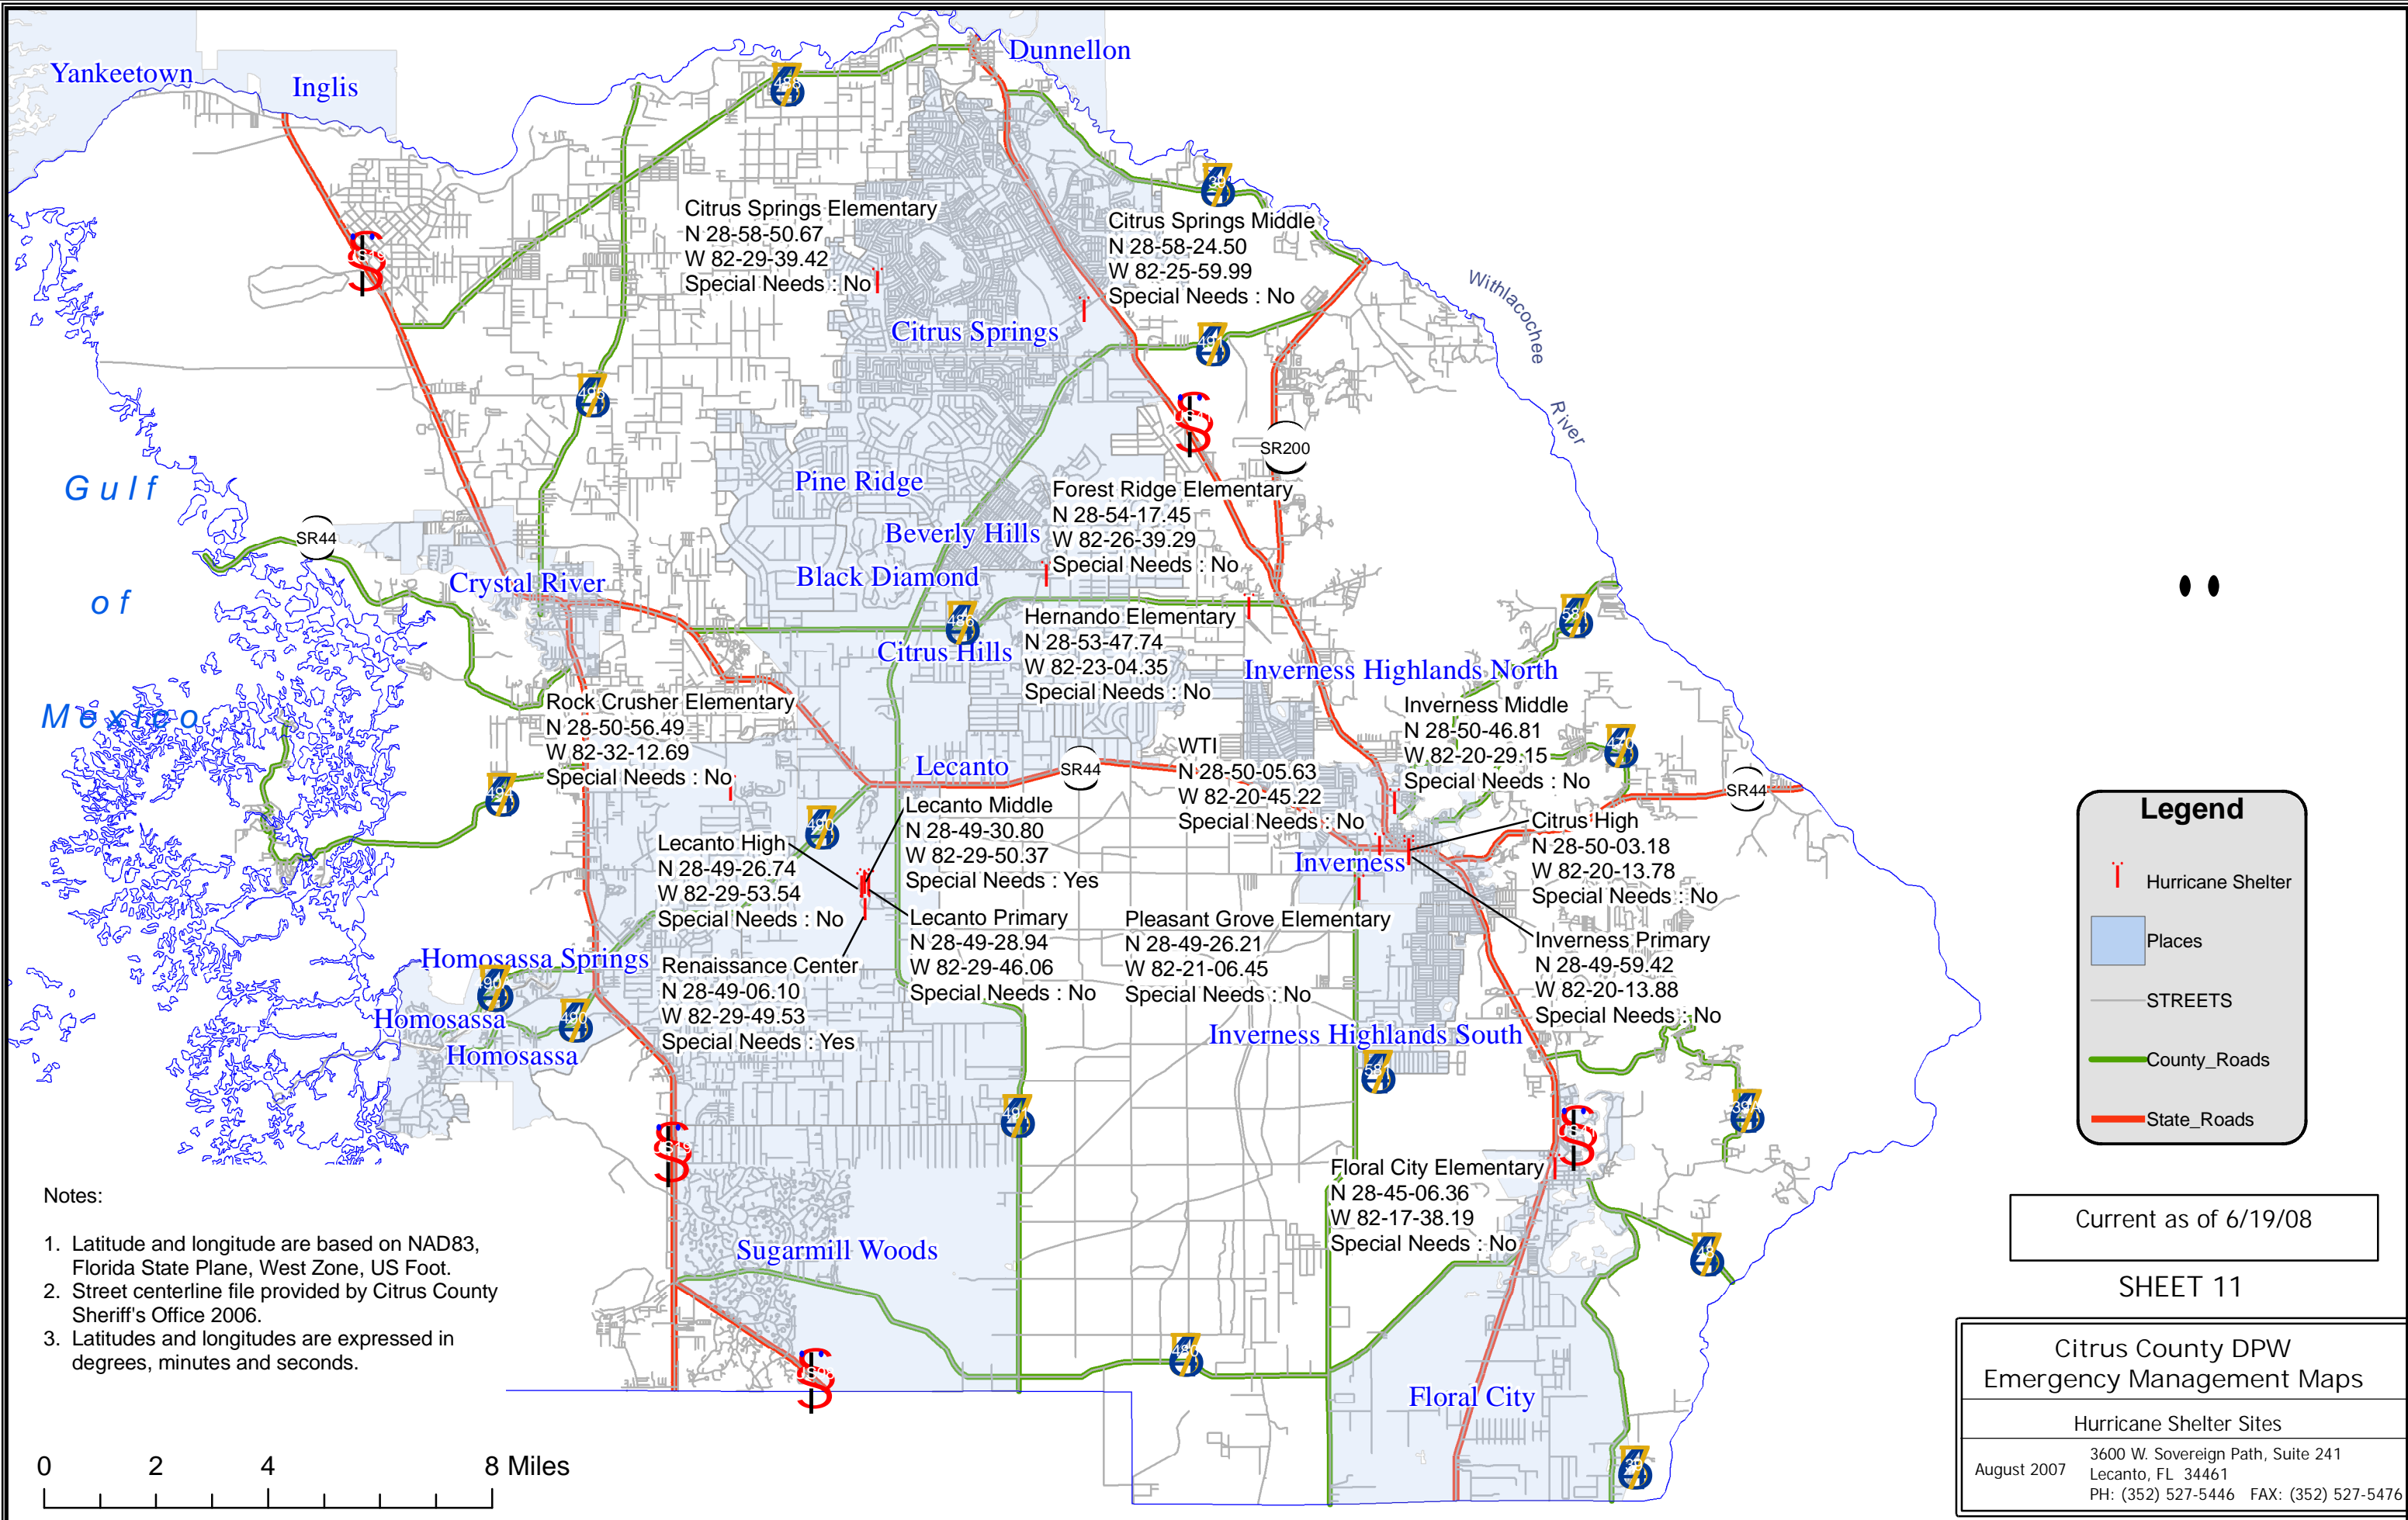 Yankeetown
Inglis
Dunnellon
Citrus Springs Elementary
N 28-58-50.67
W 82-29-39.42
Special Needs : No
Citrus Springs Middle
N 28-58-24.50
W 82-25-59.99
Special Needs : No
Withlacochee
River
Citrus Springs
SR200
Pine Ridge
Forest Ridge Elementary
N 28-54-17.45
W 82-26-39.29
Special Needs : No
Beverly Hills
Black Diamond
Gulf
of
Mexico
SR44
Crystal River
486
Hernando Elementary
N 28-53-47.74
W 82-23-04.35
Special Needs : No
Citrus Hills
Inverness Highlands North
581
Rock Crusher Elementary
N 28-50-56.49
W 82-32-12.69
Special Needs : No
Inverness Middle
N 28-50-46.81
W 82-20-29.15
Special Needs : No
470
WTI
N 28-50-05.63
W 82-20-45.22
Special Needs : No
Lecanto
SR44
SR44
494
490
Lecanto Middle
N 28-49-30.80
W 82-29-50.37
Special Needs : Yes
Lecanto High
N 28-49-26.74
W 82-29-53.54
Special Needs : No
Citrus High
N 28-50-03.18
W 82-20-13.78
Special Needs : No
Inverness
Lecanto Primary
N 28-49-28.94
W 82-29-46.06
Special Needs : No
Pleasant Grove Elementary
N 28-49-26.21
W 82-21-06.45
Special Needs : No
Inverness Primary
N 28-49-59.42
W 82-20-13.88
Special Needs : No
Renaissance Center
N 28-49-06.10
W 82-29-49.53
Special Needs : Yes
Homosassa Springs
Homosassa
490
Homosassa
Inverness Highlands South
581
491
39A
Floral City Elementary
N 28-45-06.36
W 82-17-38.19
Special Needs : No
Sugarmill Woods
48
480
Floral City
Legend
Hurricane Shelter
Places
STREETS
County_Roads
State_Roads
Current as of 6/19/08
SHEET 11
Citrus County DPW
Emergency Management Maps
Hurricane Shelter Sites
August 2007
3600 W. Sovereign Path, Suite 241
Lecanto, FL 34461
PH: (352) 527-5446 FAX: (352) 527-5476
Notes:
1. Latitude and longitude are based on NAD83,
Florida State Plane, West Zone, US Foot.
2. Street centerline file provided by Citrus County
Sheriff's Office 2006.
3. Latitudes and longitudes are expressed in
degrees, minutes and seconds.
0 2 4 8 Miles